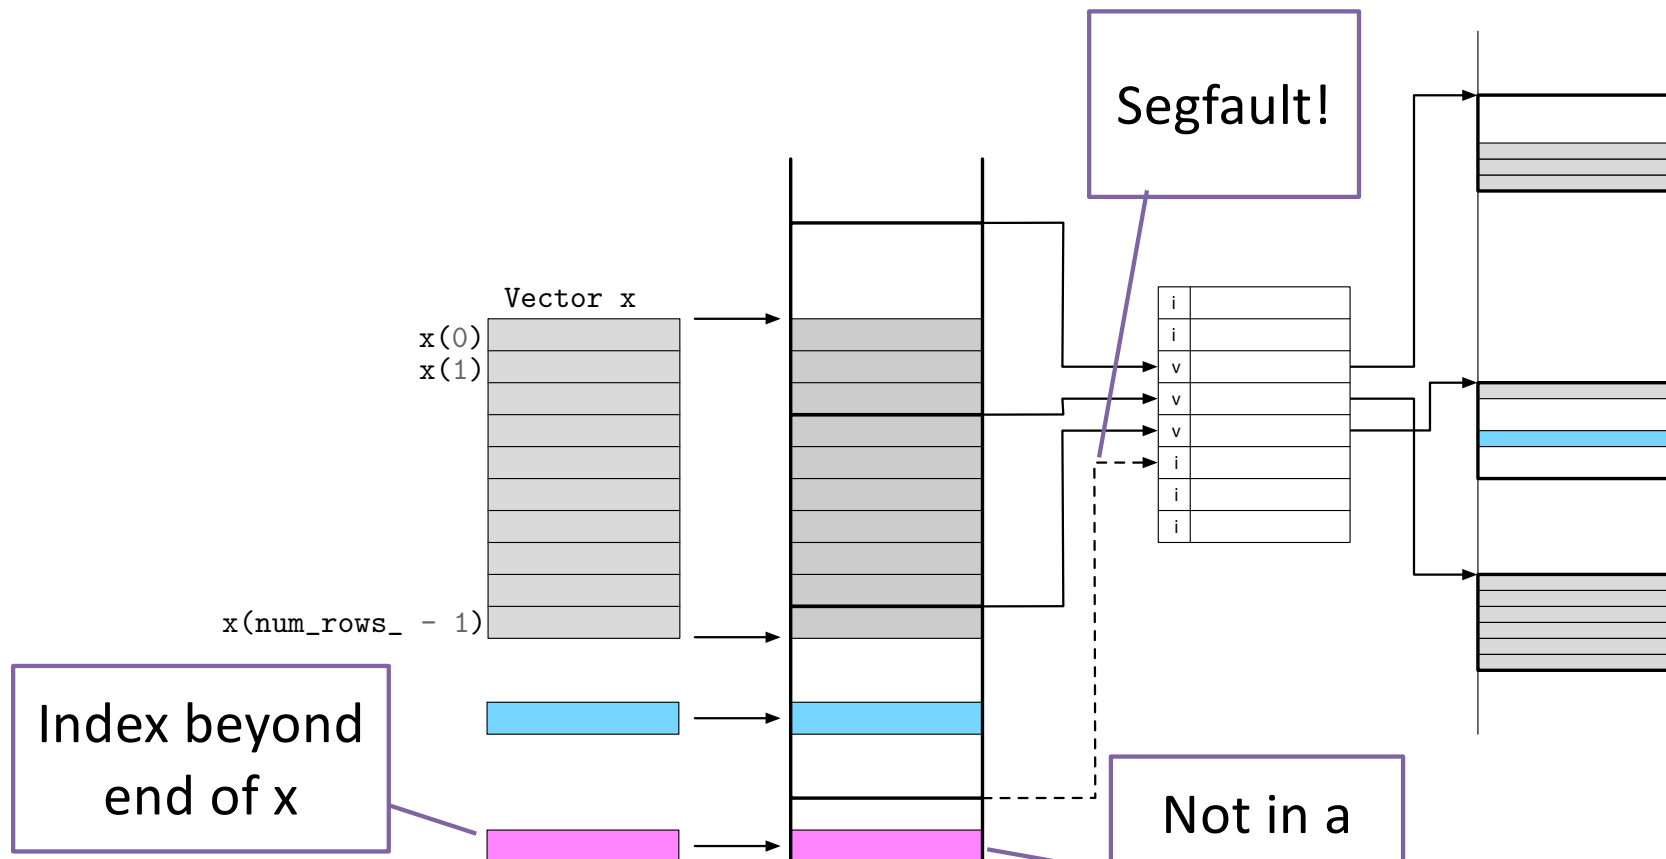 Segfault!
Vector x
x(0)
x(1)
x(num_rows_ - 1)
i
i
v
v
v
i
i
i
Index beyond
end of x
Not in a